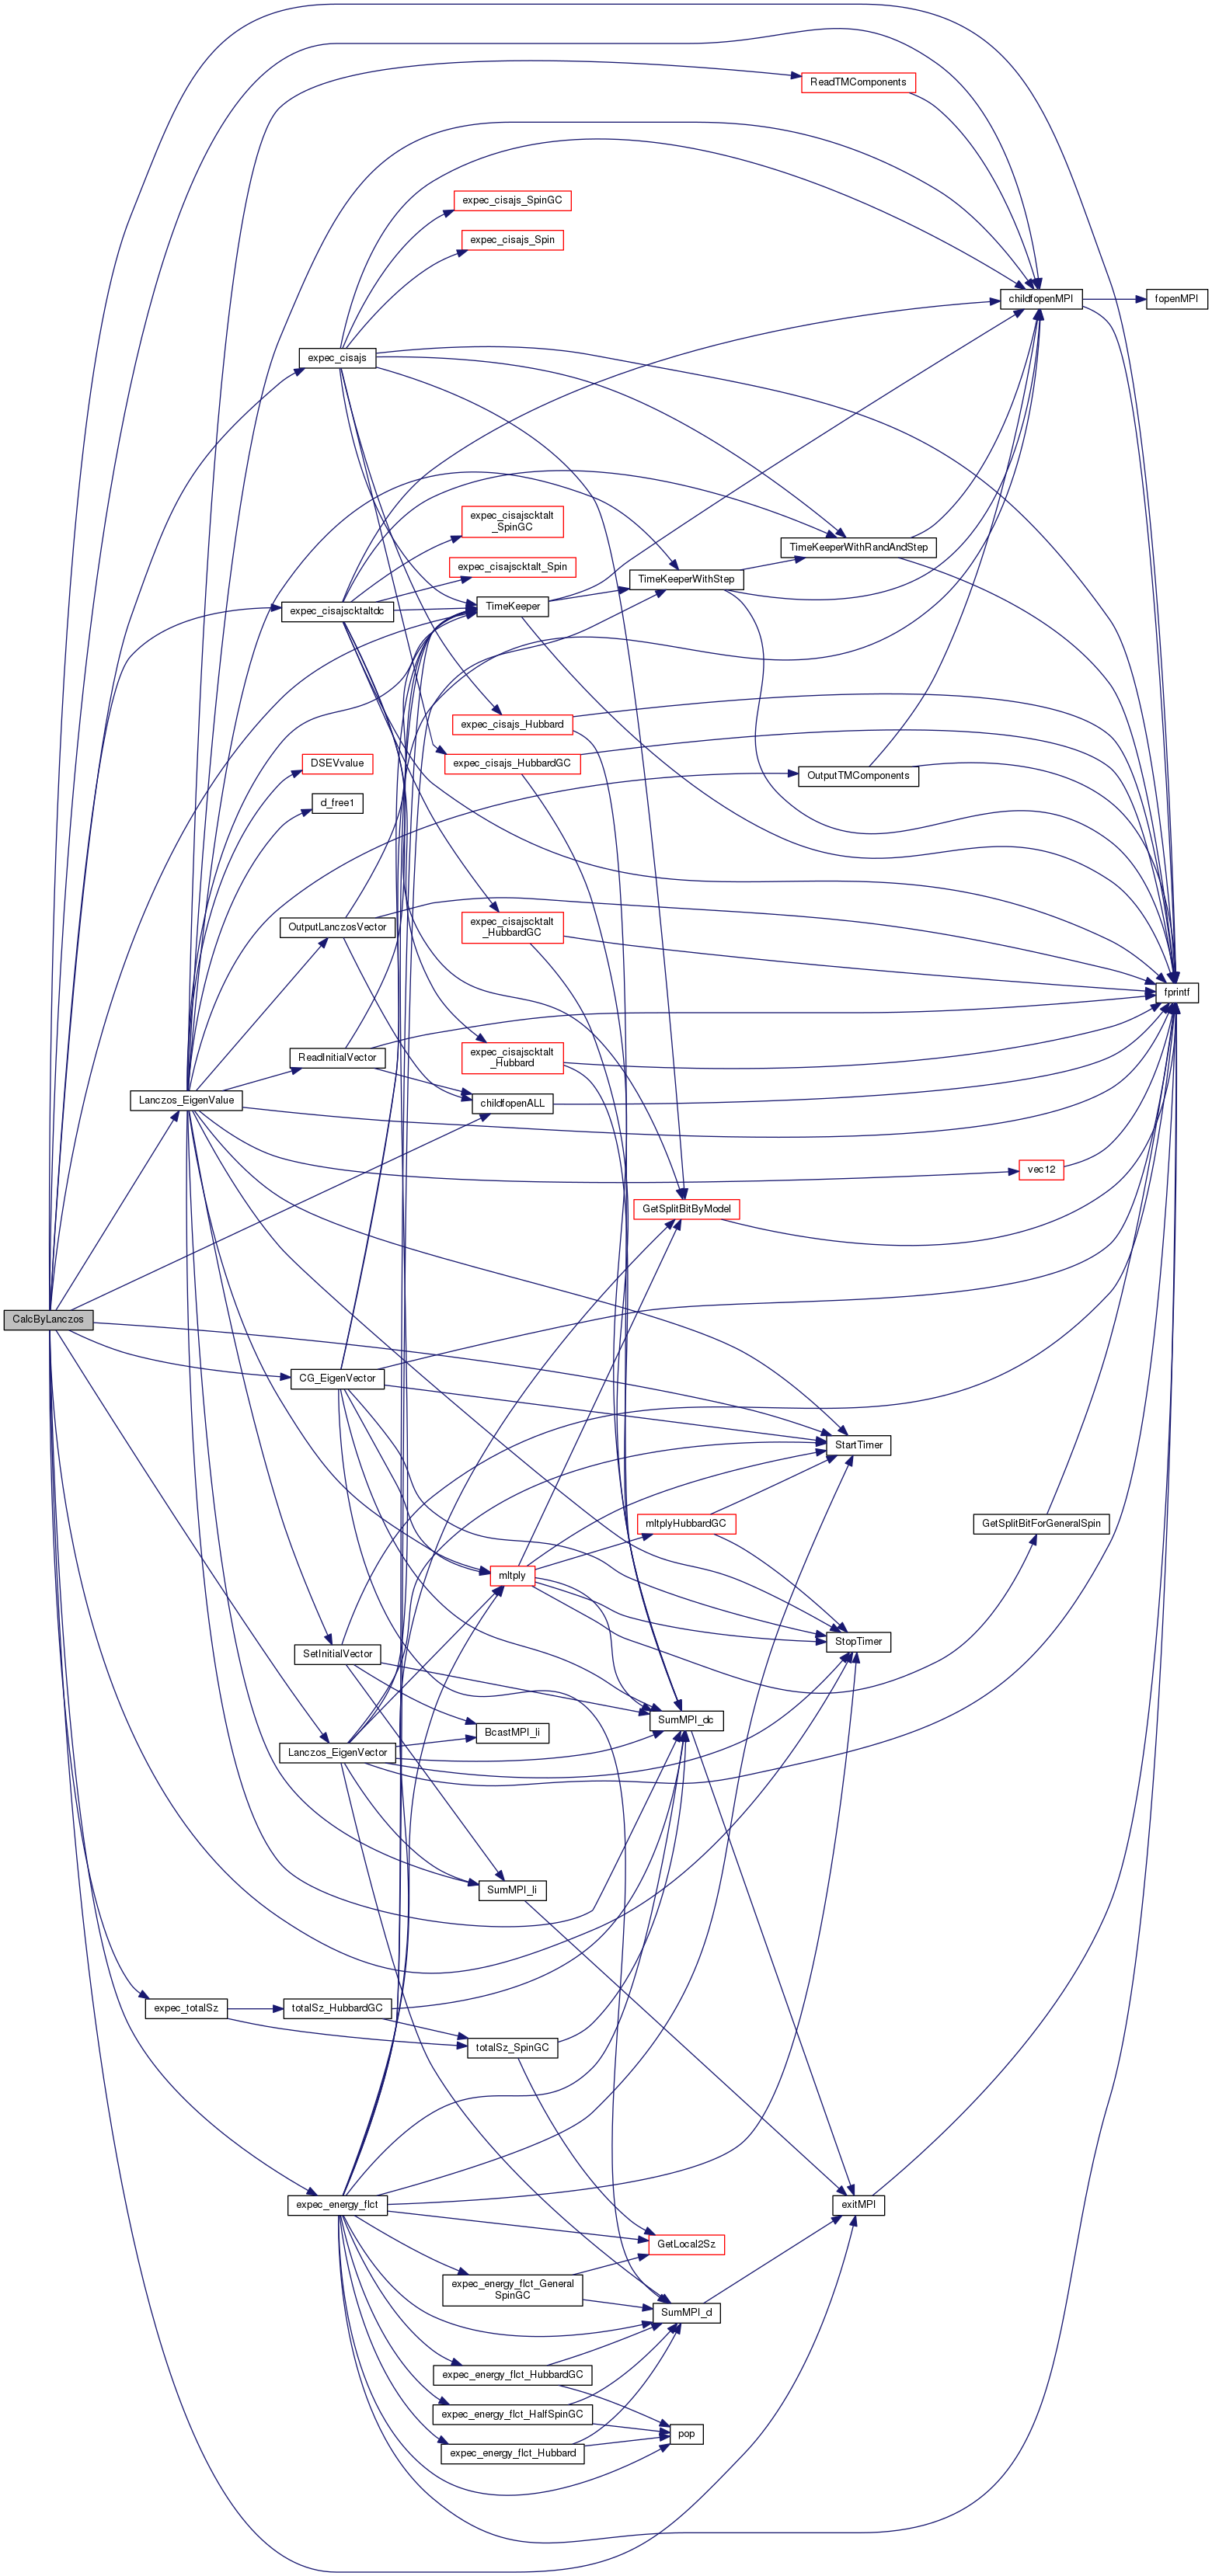 ReadTMComponents
expec_cisajs_SpinGC
expec_cisajs_Spin
childfopenMPI
fopenMPI
expec_cisajs
expec_cisajscktalt
_SpinGC
TimeKeeperWithRandAndStep
expec_cisajscktalt_Spin
TimeKeeperWithStep
expec_cisajscktaltdc
TimeKeeper
expec_cisajs_Hubbard
DSEVvalue
expec_cisajs_HubbardGC
OutputTMComponents
d_free1
OutputLanczosVector
expec_cisajscktalt
_HubbardGC
fprintf
ReadInitialVector
expec_cisajscktalt
_Hubbard
Lanczos_EigenValue
childfopenALL
vec12
GetSplitBitByModel
CalcByLanczos
CG_EigenVector
StartTimer
mltplyHubbardGC
GetSplitBitForGeneralSpin
mltply
SetInitialVector
StopTimer
SumMPI_dc
BcastMPI_li
Lanczos_EigenVector
SumMPI_li
expec_totalSz
totalSz_HubbardGC
totalSz_SpinGC
expec_energy_flct
exitMPI
GetLocal2Sz
expec_energy_flct_General
SpinGC
SumMPI_d
expec_energy_flct_HubbardGC
expec_energy_flct_HalfSpinGC
pop
expec_energy_flct_Hubbard